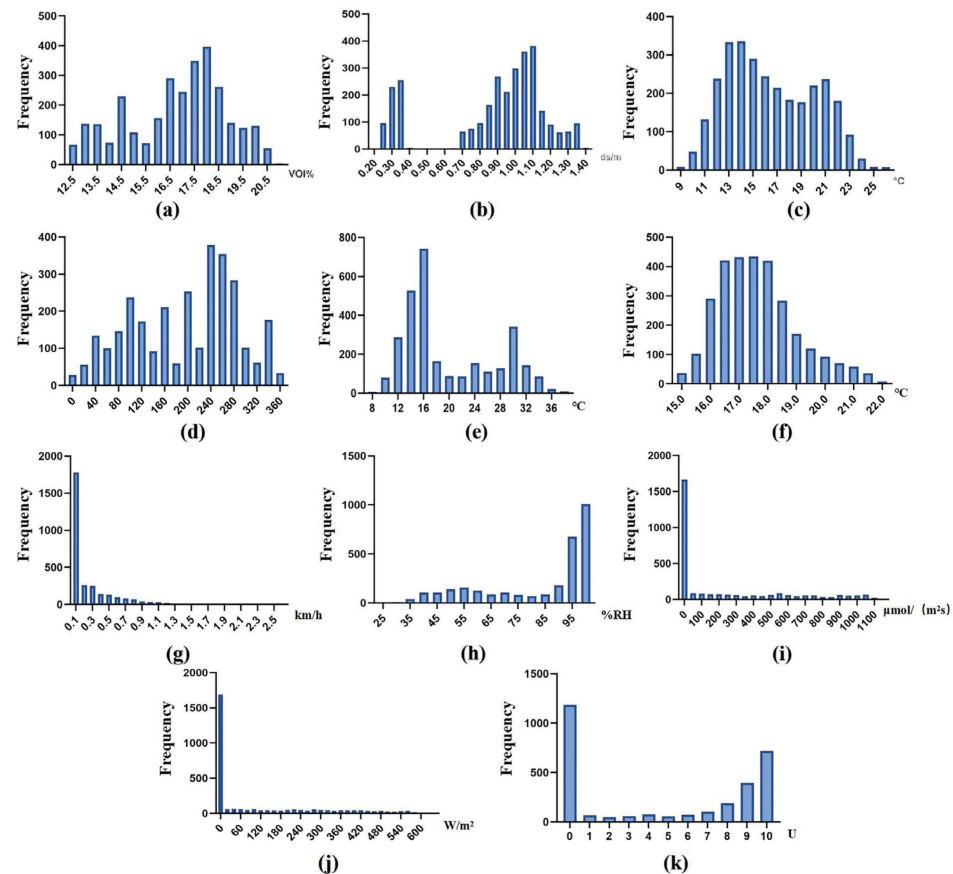 500
400
300
200
100
0
Frequency
12.5 13.5 14.5 15.5 16.5 17.5 18.5 19.5 20.5
VOl%
(a)
500
400
300
200
100
0
Frequency
0.20 0.30 0.40 0.50 0.60 0.70 0.80 0.90 1.00 1.10 1.20 1.30 1.40
ds/m
(b)
400
300
200
100
0
Frequency
9 11 13 15 17 19 21 23 25
°C
(c)
400
300
200
100
0
Frequency
0 40 80 120 160 200 240 280 320 360
(d)
800
600
400
200
0
Frequency
8 12 16 20 24 28 32 36
°C
(e)
500
400
300
200
100
0
Frequency
15.0 16.0 17.0 18.0 19.0 20.0 21.0 22.0
°C
(f)
2000
1500
1000
500
0
Frequency
0.1 0.3 0.5 0.7 0.9 1.1 1.3 1.5 1.7 1.9 2.1 2.3 2.5
km/h
(g)
1500
1000
500
0
Frequency
25 35 45 55 65 75 85 95
%RH
(h)
2000
1500
1000
500
0
Frequency
0 100 200 300 400 500 600 700 800 900 1000 1100
μmol/（m²s）
(i)
2000
1500
1000
500
0
Frequency
0 60 120 180 240 300 360 420 480 540 600
W/m²
(j)
1500
1000
500
0
Frequency
0 1 2 3 4 5 6 7 8 9 10
U
(k)